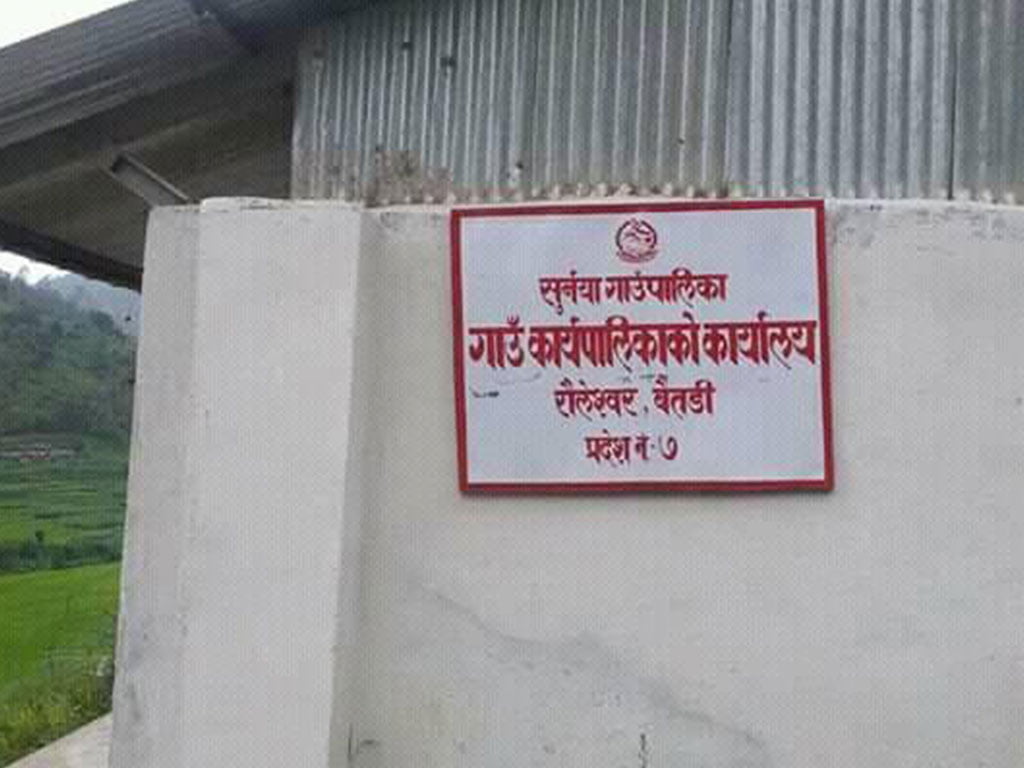 सुर्नया गाउंपालिका
गाउँ कार्यपालिकाको कार्यालय
रौलेश्वर, बैतडी
प्रदेश नं-७